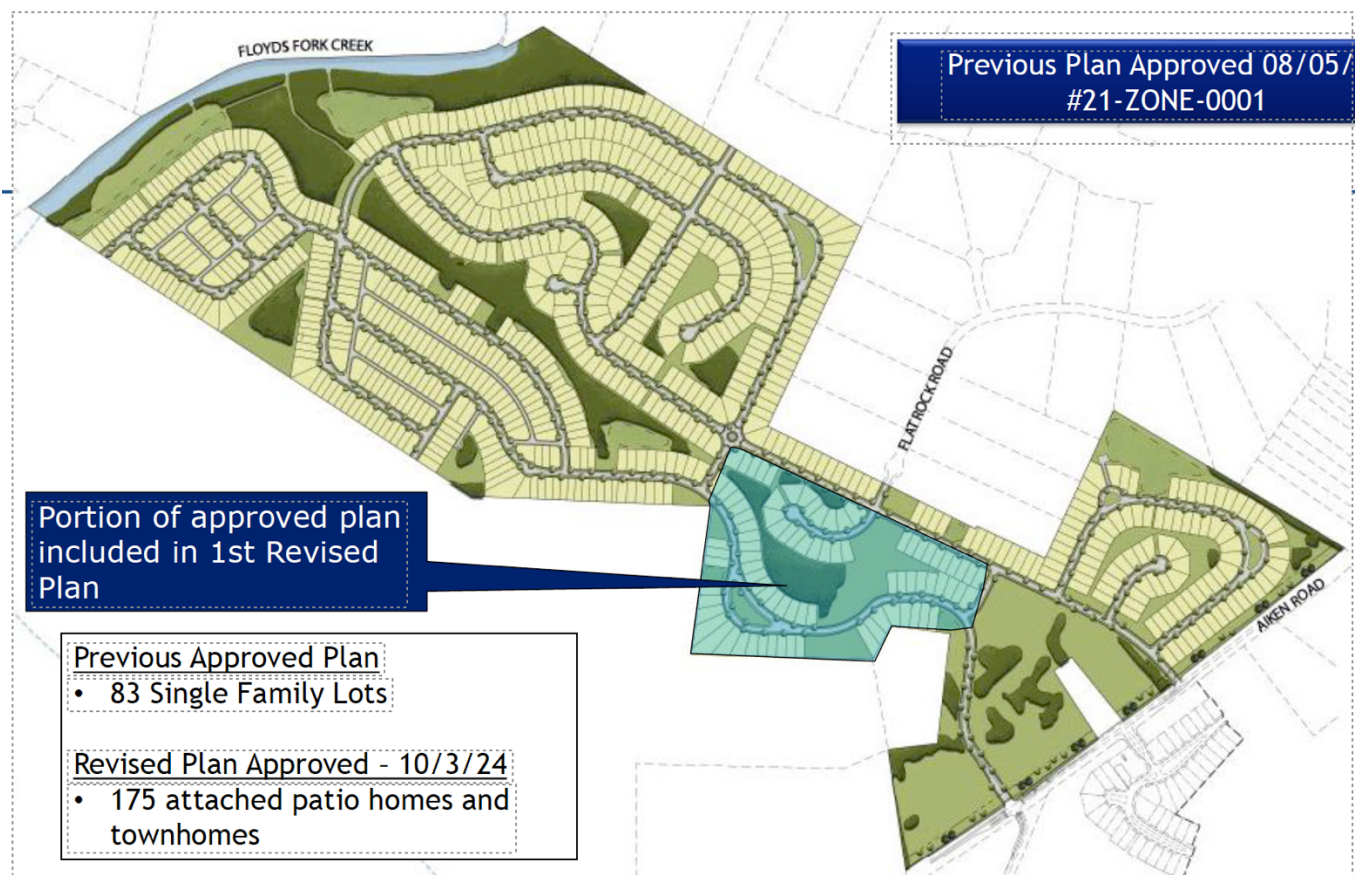 FLOYDS FORK CREEK
Previous Plan Approved 08/05/
#21-ZONE-0001
FLAT ROCK ROAD
AIKEN ROAD
Portion of approved plan
included in 1st Revised
Plan
Previous Approved Plan
• 83 Single Family Lots
Revised Plan Approved – 10/3/24
• 175 attached patio homes and
townhomes